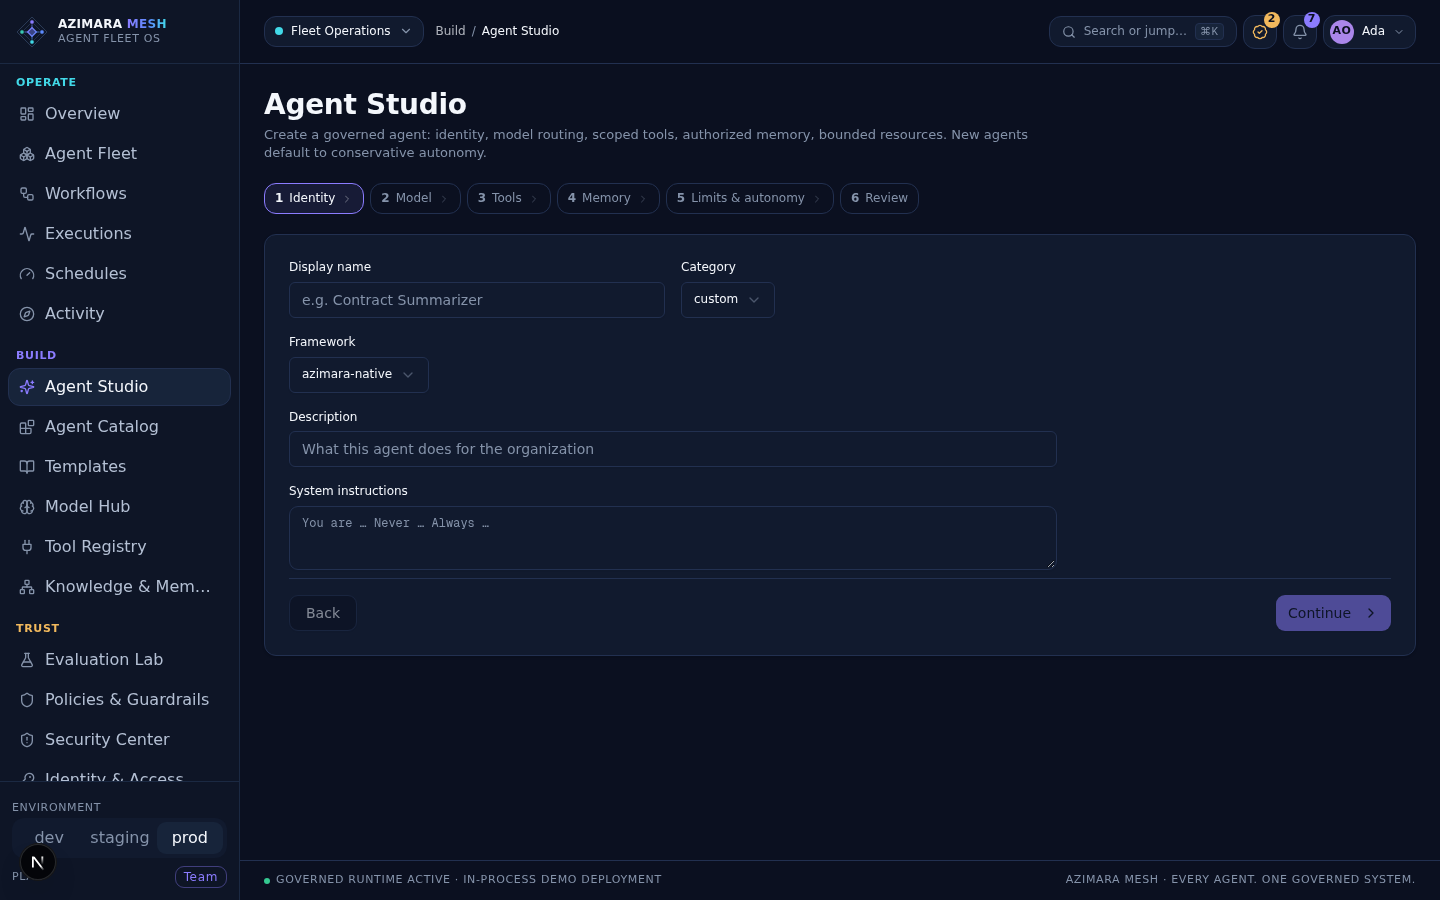 AZIMARA MESH
AGENT FLEET OS
Fleet Operations
Build / Agent Studio
Search or jump... ⌘K
2
7
AO
Ada
OPERATE
Overview
Agent Fleet
Workflows
Executions
Schedules
Activity
BUILD
Agent Studio
Agent Catalog
Templates
Model Hub
Tool Registry
Knowledge & Mem...
TRUST
Evaluation Lab
Policies & Guardrails
Security Center
Identity & Access
ENVIRONMENT
dev staging prod
Team
Agent Studio
Create a governed agent: identity, model routing, scoped tools, authorized memory, bounded resources. New agents
default to conservative autonomy.
1 Identity
2 Model
3 Tools
4 Memory
5 Limits & autonomy
6 Review
Display name
Category
e.g. Contract Summarizer
custom
Framework
azimara-native
Description
What this agent does for the organization
System instructions
You are … Never … Always …
Back
Continue
GOVERNED RUNTIME ACTIVE · IN-PROCESS DEMO DEPLOYMENT
AZIMARA MESH · EVERY AGENT. ONE GOVERNED SYSTEM.